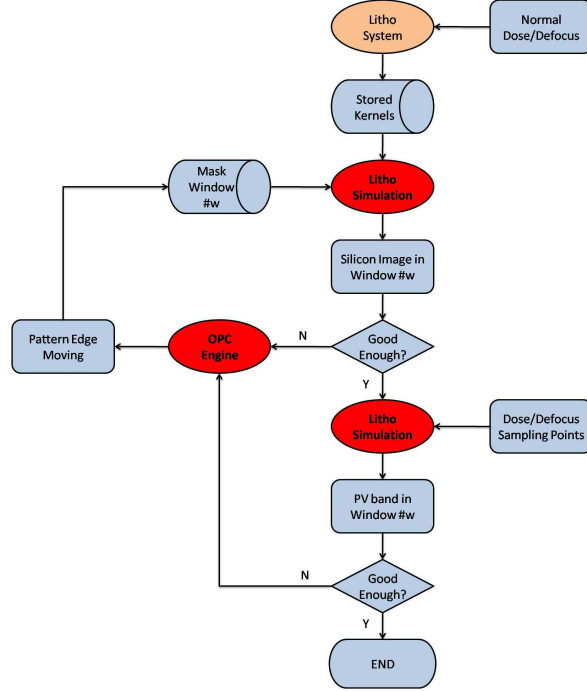 Litho
System
Normal
Dose/Defocus
Stored
Kernels
Mask
Window
#w
Litho
Simulation
Silicon Image in
Window #w
Pattern Edge
Moving
OPC
Engine
N
Good
Enough?
Y
Litho
Simulation
Dose/Defocus
Sampling Points
PV band in
Window #w
N
Good
Enough?
Y
END